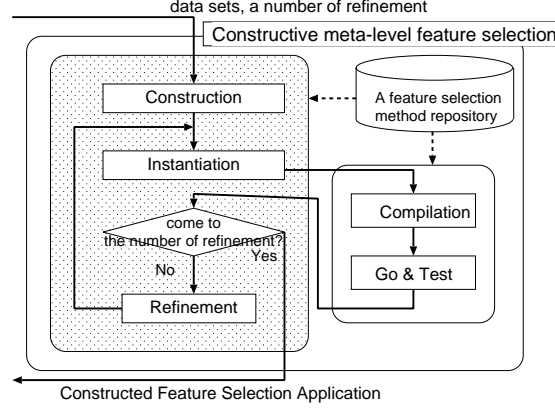 data sets, a number of refinement
Constructive meta-level feature selection
Construction
A feature selection
method repository
Instantiation
Compilation
come to
the number of refinement?
Yes
No
Go & Test
Refinement
Constructed Feature Selection Application